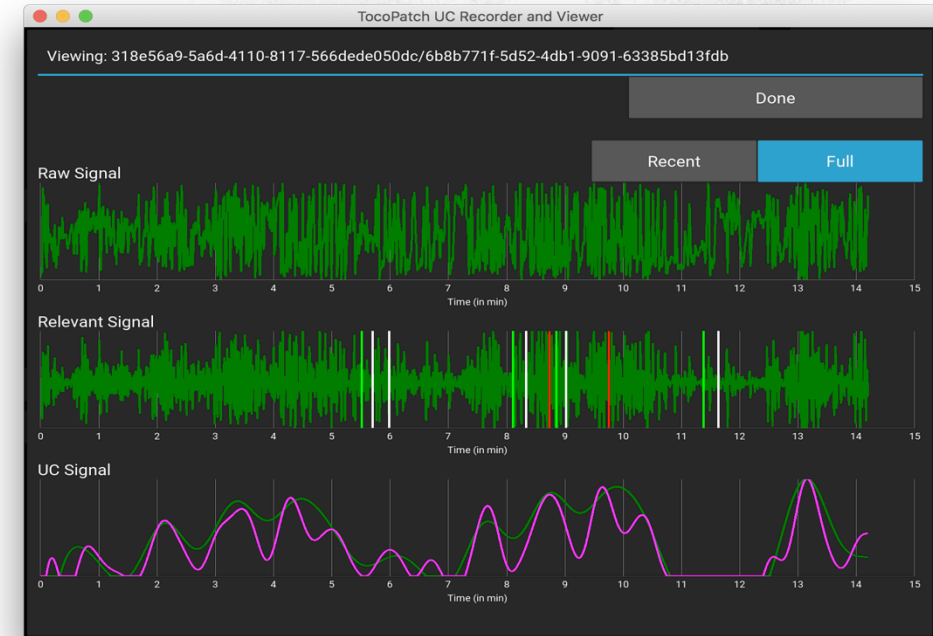 TocoPatch UC Recorder and Viewer
Viewing: 318e56a9-5a6d-4110-8117-566dede050dc/6b8b771f-5d52-4db1-9091-63385bd13fdb
Done
Recent Full
Raw Signal
0 1 2 3 4 5 6 7 8 9 10 11 12 13 14 15
Time (in min)
Relevant Signal
0 1 2 3 4 5 6 7 8 9 10 11 12 13 14 15
Time (in min)
UC Signal
0 1 2 3 4 5 6 7 8 9 10 11 12 13 14 15
Time (in min)